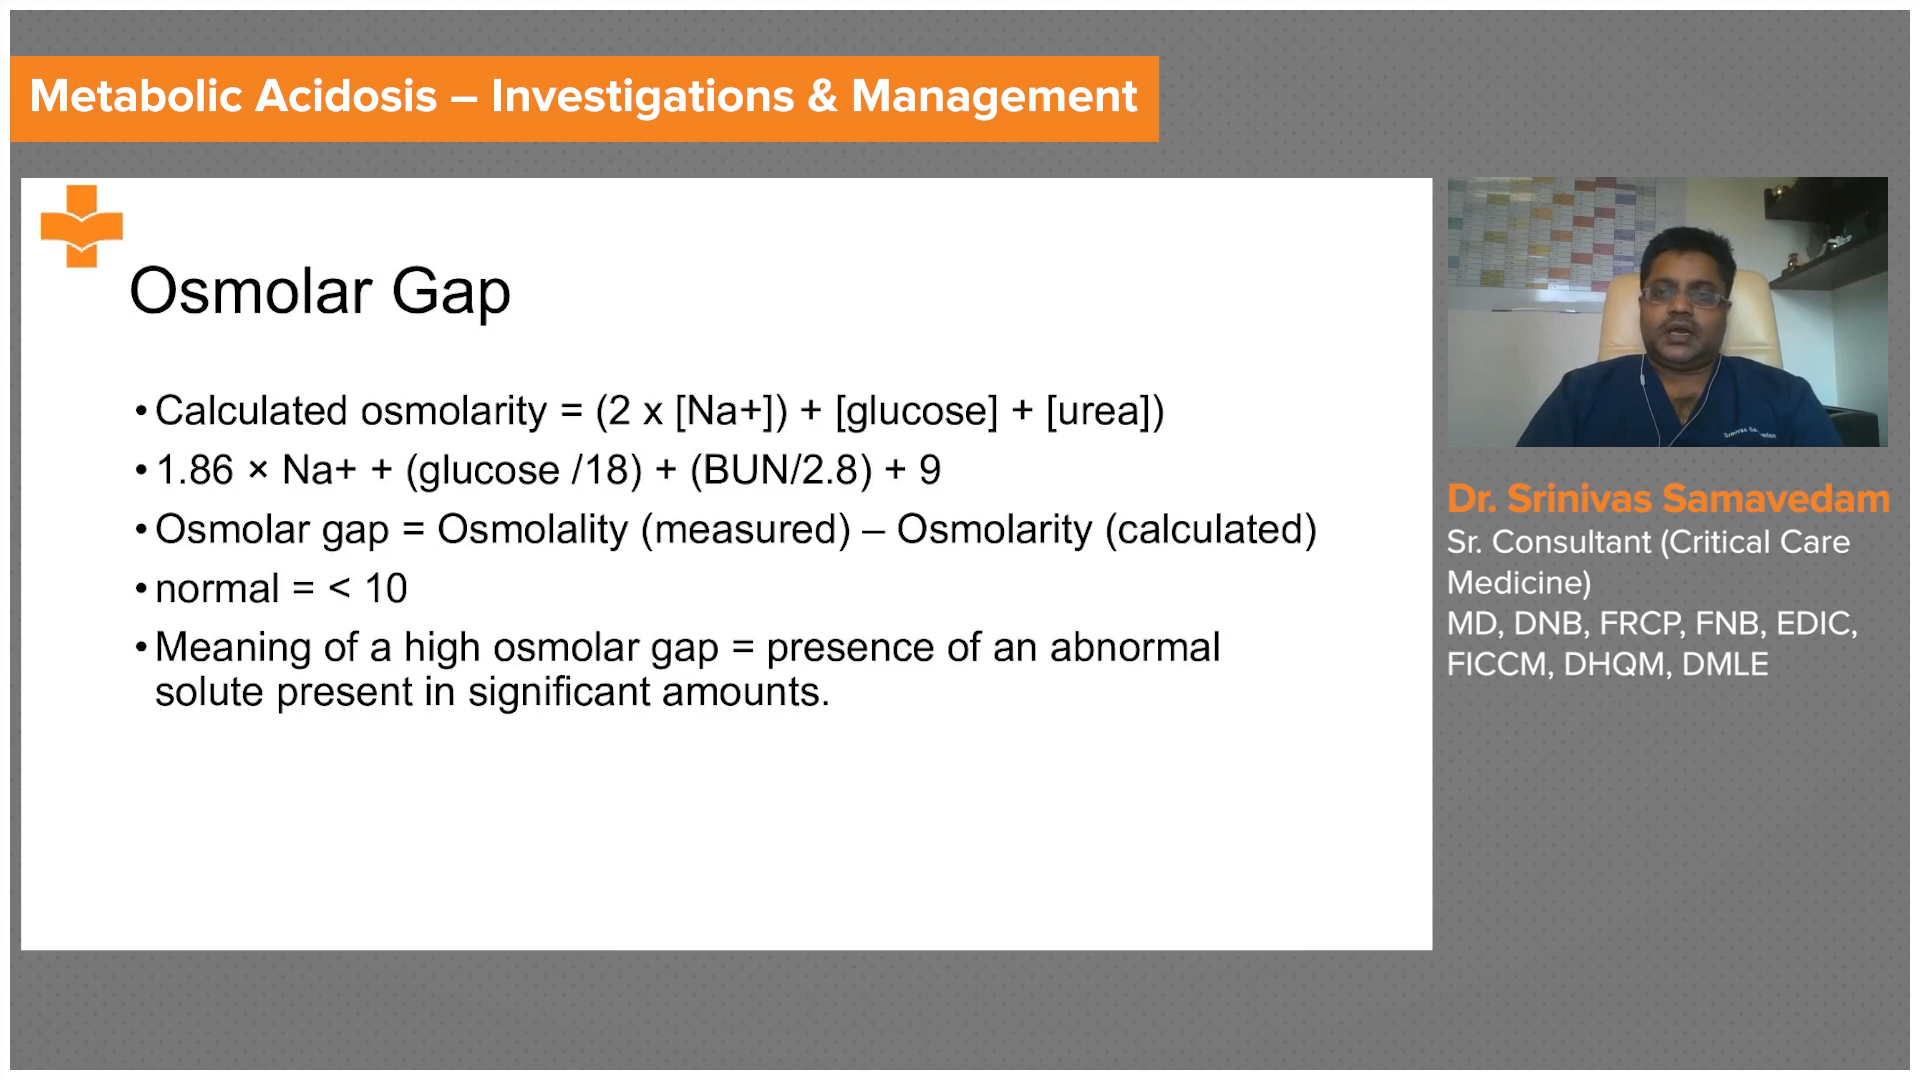 Metabolic Acidosis – Investigations & Management
Osmolar Gap
•Calculated osmolarity = (2 x [Na+]) + [glucose] + [urea])
•1.86 × Na+ + (glucose /18) + (BUN/2.8) + 9
•Osmolar gap = Osmolality (measured) – Osmolarity (calculated)
•normal = < 10
•Meaning of a high osmolar gap = presence of an abnormal
solute present in significant amounts.
Dr. Srinivas Samavedam
Sr. Consultant (Critical Care
Medicine)
MD, DNB, FRCP, FNB, EDIC,
FICCM, DHQM, DMLE